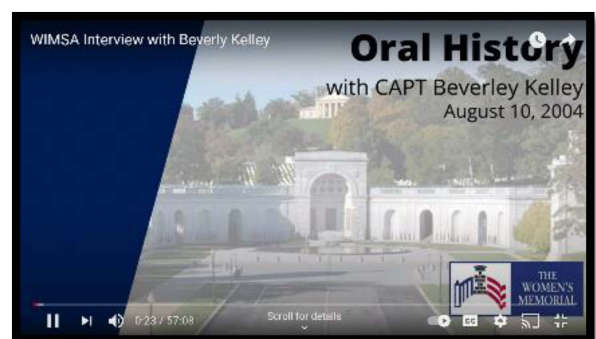 WIMSA Interview with Beverly Kelley
Oral History
with CAPT Beverley Kelley
August 10, 2004
THE
WOMEN'S
MEMORIAL
0:23 / 57:08
Scroll for details
CC